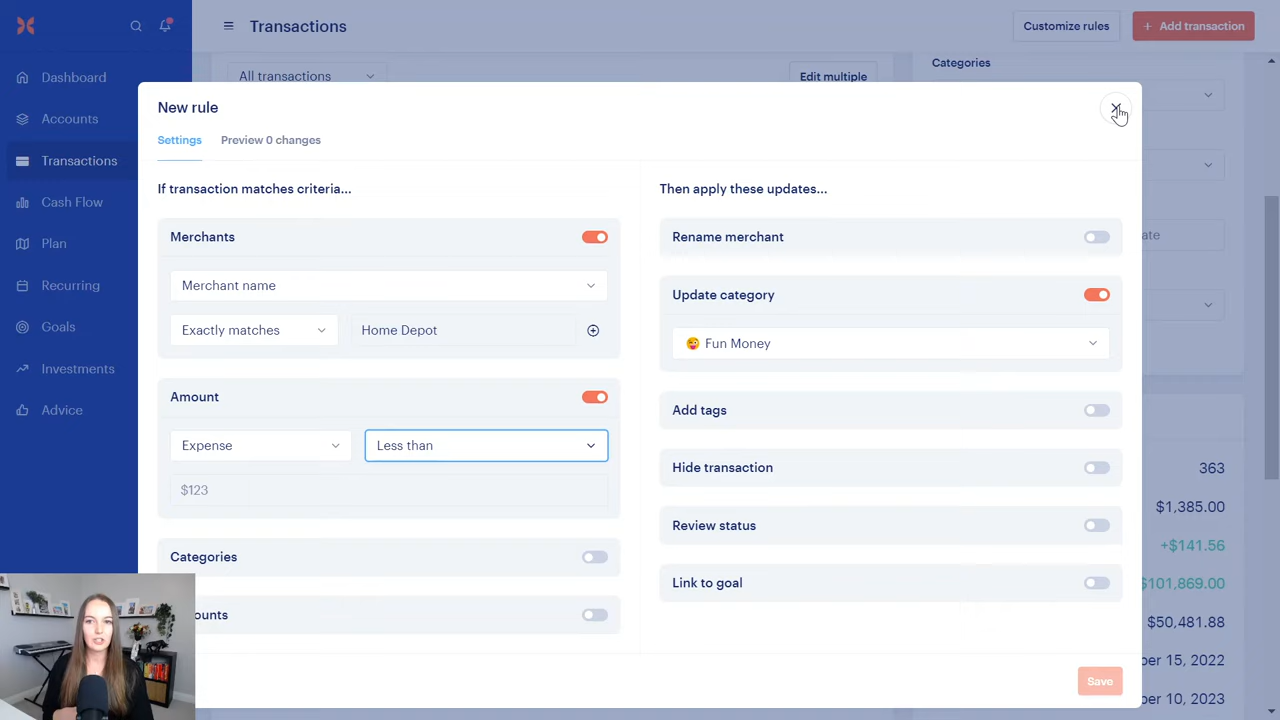 Transactions
Customize rules
+ Add transaction
Dashboard
Accounts
Transactions
Cash Flow
Plan
Recurring
Goals
Investments
Advice
All transactions
Edit multiple
Categories
New rule
Settings
Preview 0 changes
If transaction matches criteria...
Merchants
Merchant name
Exactly matches
Home Depot
Amount
Expense
Less than
$123
Categories
ounts
Then apply these updates...
Rename merchant
Update category
Fun Money
Add tags
Hide transaction
Review status
Link to goal
Save
ate
363
$1,385.00
+$141.56
$101,869.00
$50,481.88
ber 15, 2022
ber 10, 2023